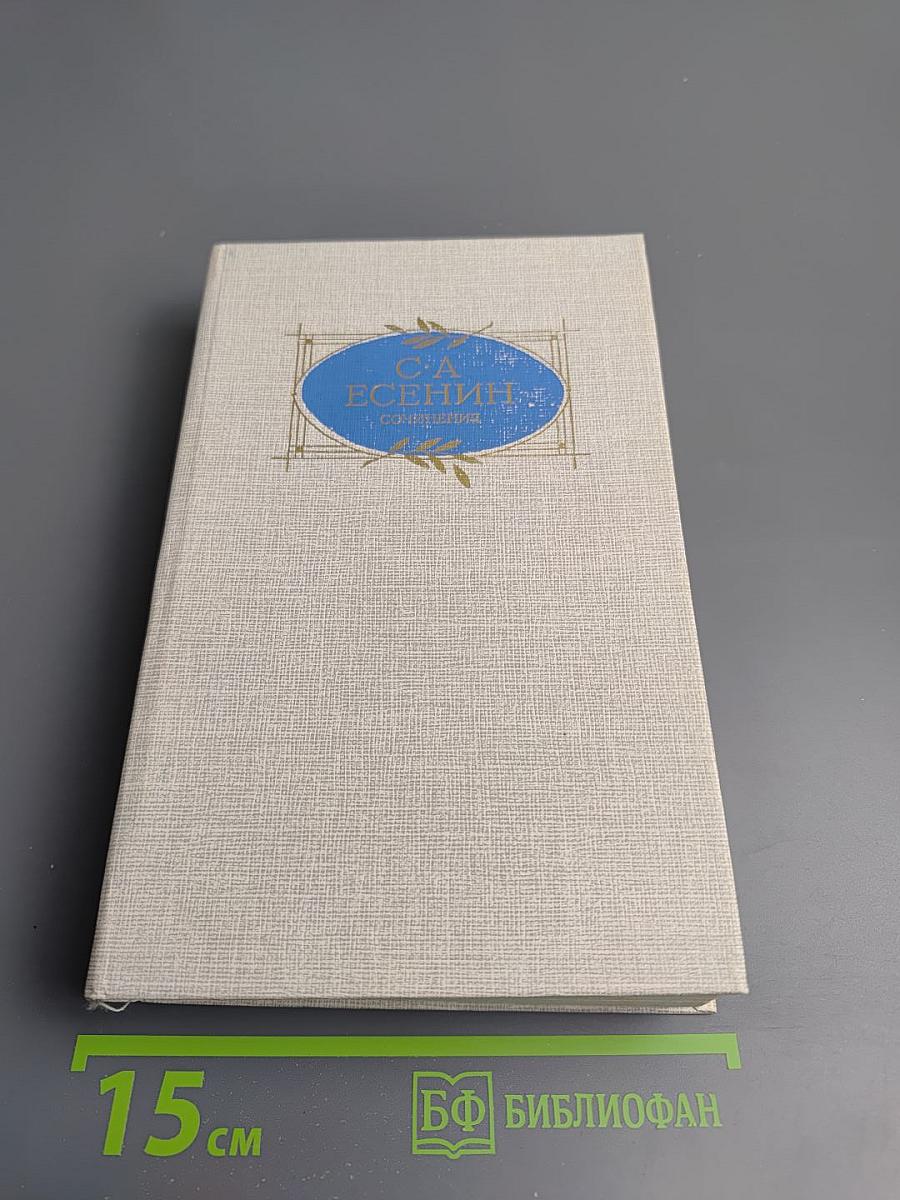 С·А
ЕСЕНИН
СОЧИНЕНИЯ
15 см
БФ БИБЛИОФАН